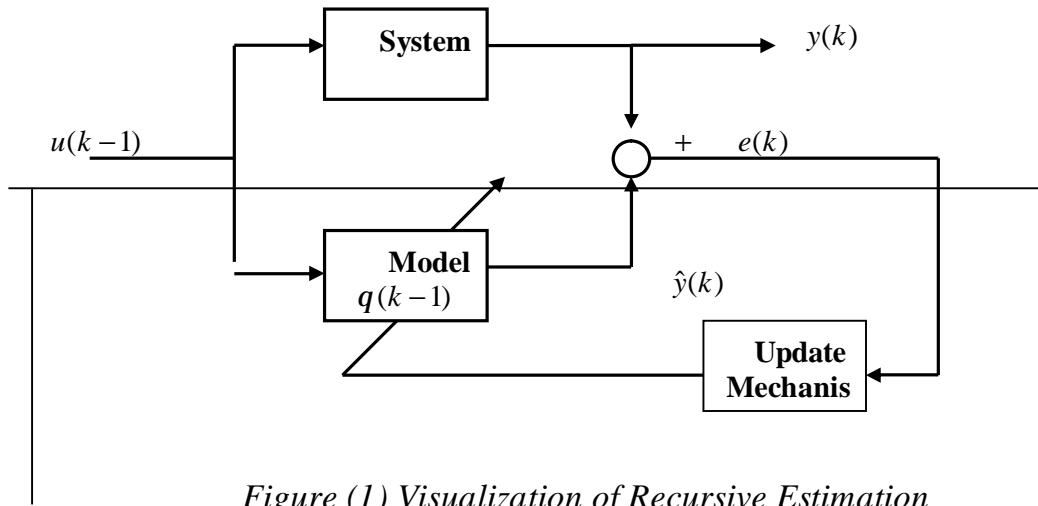 System
y(k)
u(k−1)
+ e(k)
Model
q(k−1)
ŷ(k)
Update
Mechanis
Figure (1) Visualization of Recursive Estimation